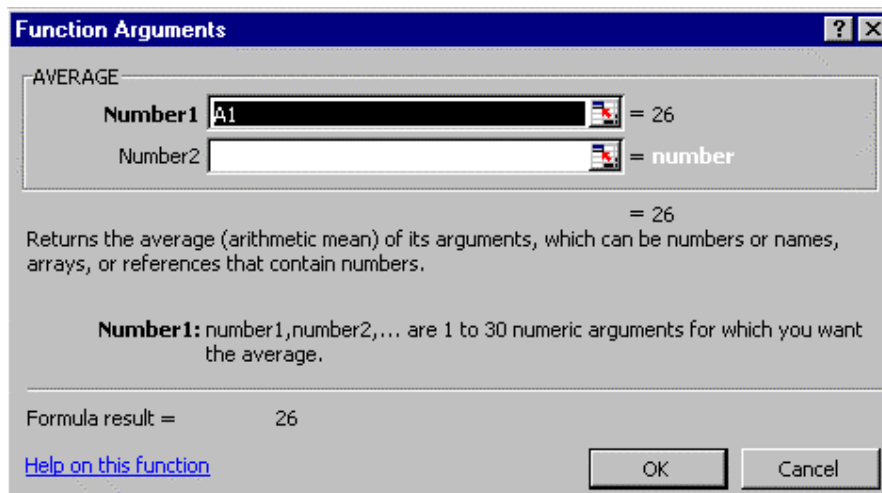 Function Arguments
AVERAGE
Number1 A1 = 26
Number2 = number
= 26
Returns the average (arithmetic mean) of its arguments, which can be numbers or names,
arrays, or references that contain numbers.
Number1: number1,number2,... are 1 to 30 numeric arguments for which you want
the average.
Formula result = 26
Help on this function OK Cancel